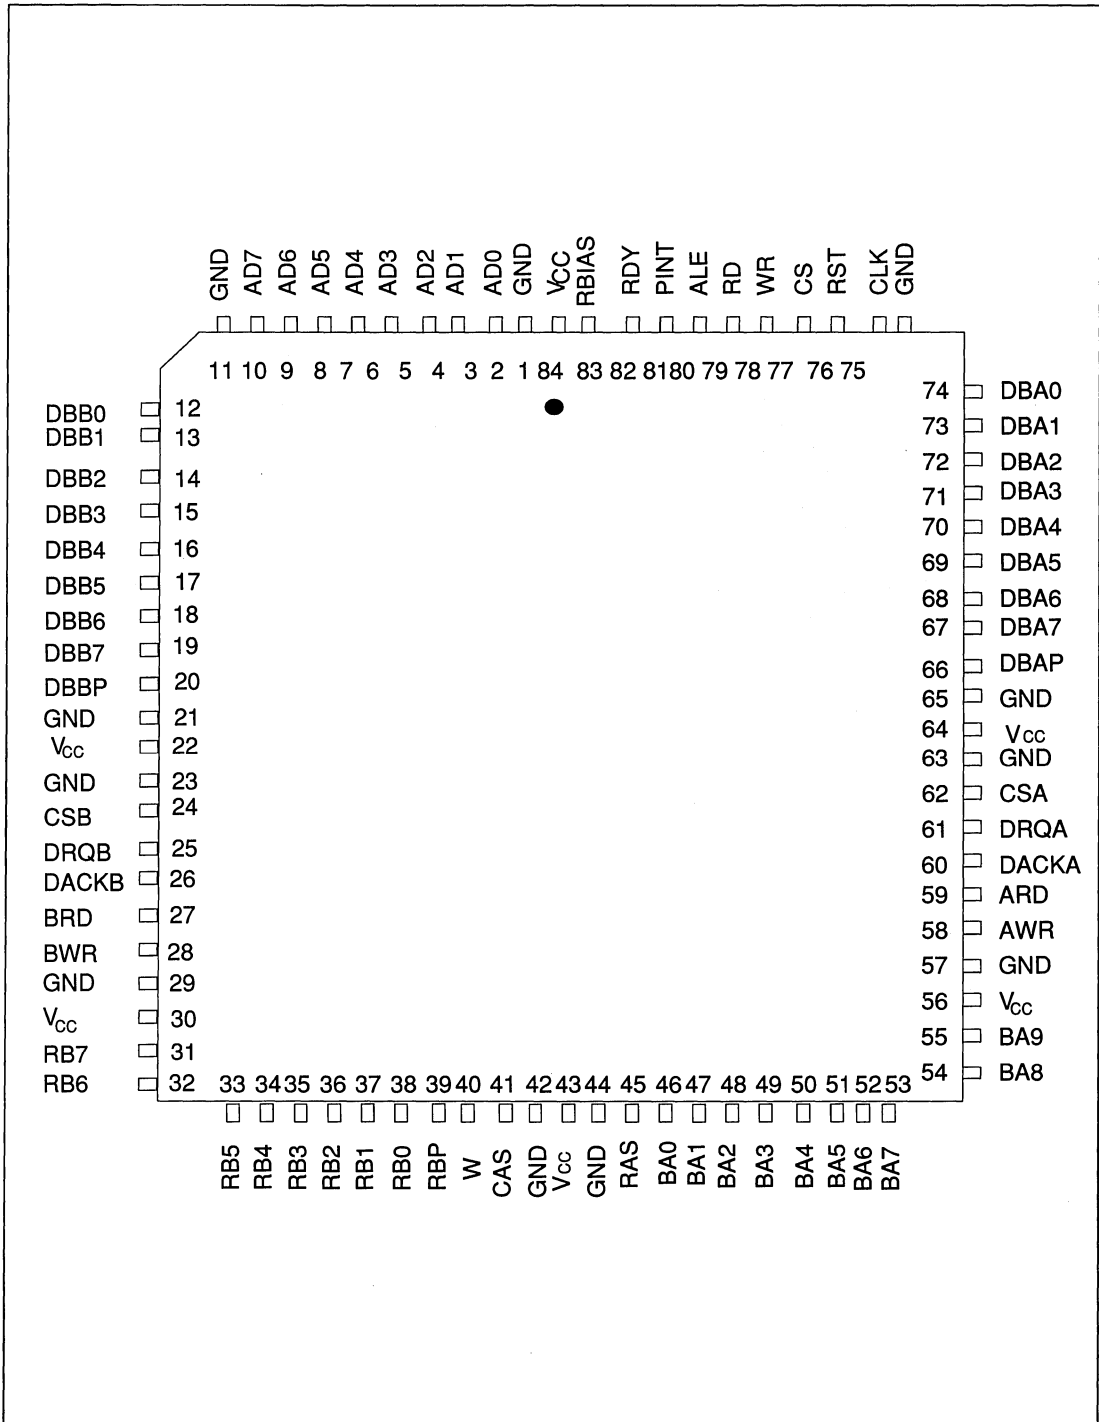 GND AD7 AD6 AD5 AD4 AD3 AD2 AD1 AD0 GND VCC RBIAS RDY PINT ALE RD WR CS RST CLK GND
11 10 9 8 7 6 5 4 3 2 1 84 83 82 81 80 79 78 77 76 75
DBB0 12
DBB1 13
DBB2 14
DBB3 15
DBB4 16
DBB5 17
DBB6 18
DBB7 19
DBBP 20
GND 21
VCC 22
GND 23
CSB 24
DRQB 25
DACKB 26
BRD 27
BWR 28
GND 29
VCC 30
RB7 31
RB6 32
74 DBA0
73 DBA1
72 DBA2
71 DBA3
70 DBA4
69 DBA5
68 DBA6
67 DBA7
66 DBAP
65 GND
64 VCC
63 GND
62 CSA
61 DRQA
60 DACKA
59 ARD
58 AWR
57 GND
56 VCC
55 BA9
54 BA8
33 34 35 36 37 38 39 40 41 42 43 44 45 46 47 48 49 50 51 52 53
RB5 RB4 RB3 RB2 RB1 RB0 RBP W CAS GND VCC GND RAS BA0 BA1 BA2 BA3 BA4 BA5 BA6 BA7